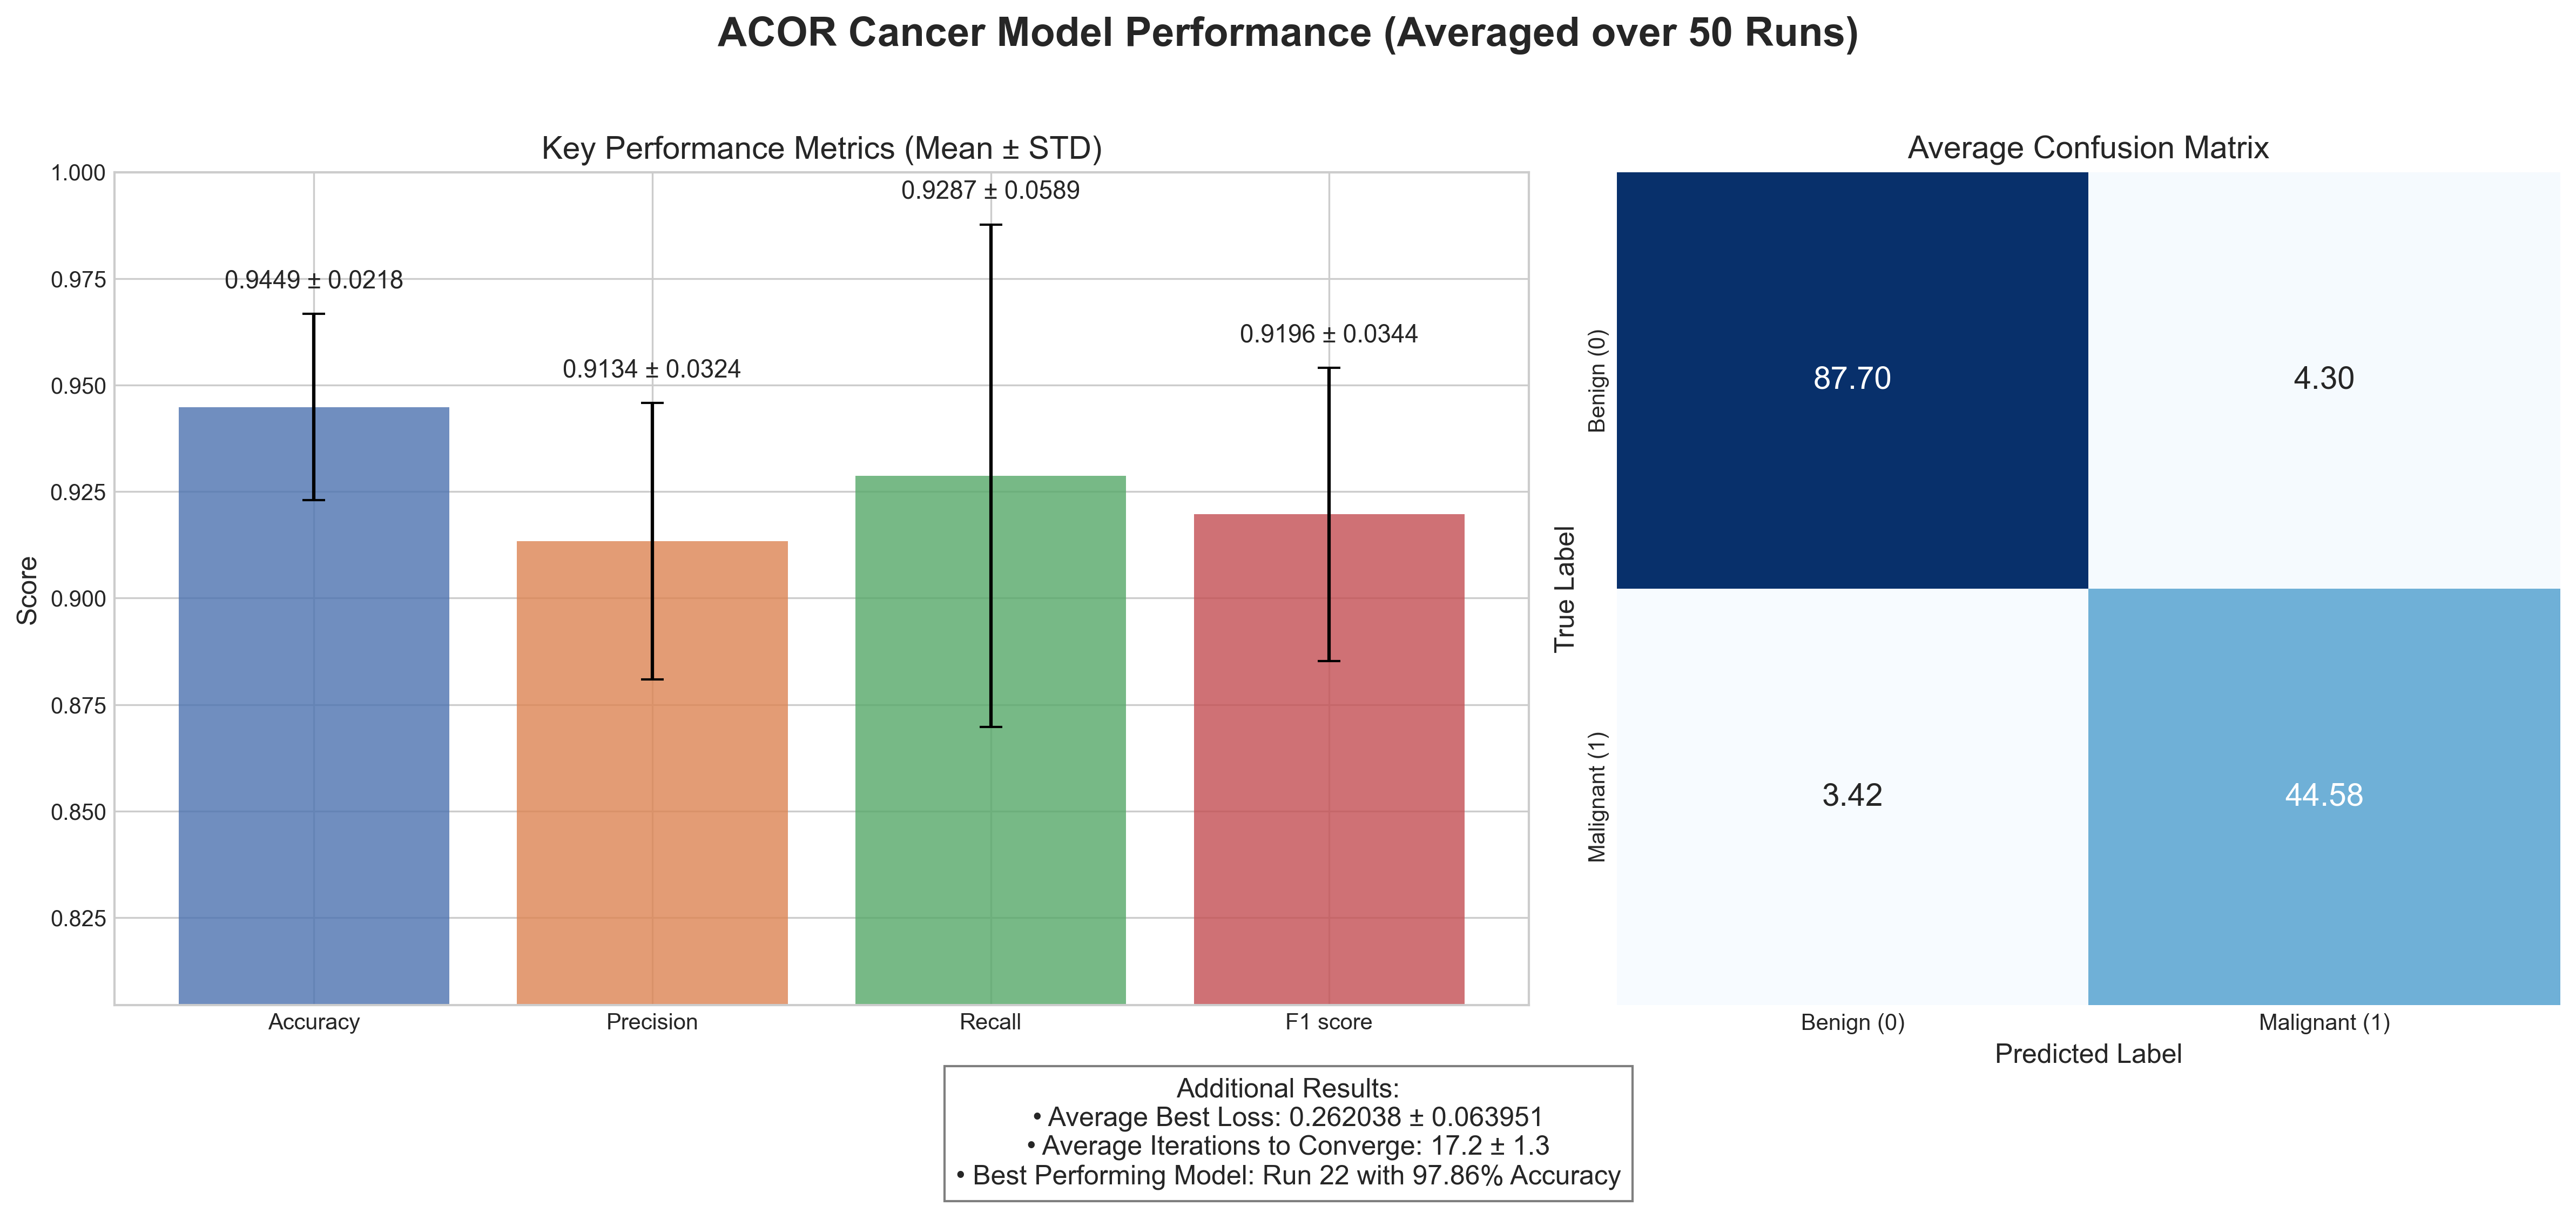 ACOR Cancer Model Performance (Averaged over 50 Runs)
Key Performance Metrics (Mean ± STD)
Score
1.000
0.975
0.950
0.925
0.900
0.875
0.850
0.825
0.9449 ± 0.0218
0.9134 ± 0.0324
0.9287 ± 0.0589
0.9196 ± 0.0344
Accuracy
Precision
Recall
F1 score
Average Confusion Matrix
True Label
Benign (0)
Malignant (1)
87.70
4.30
3.42
44.58
Benign (0)
Malignant (1)
Predicted Label
Additional Results:
• Average Best Loss: 0.262038 ± 0.063951
• Average Iterations to Converge: 17.2 ± 1.3
• Best Performing Model: Run 22 with 97.86% Accuracy